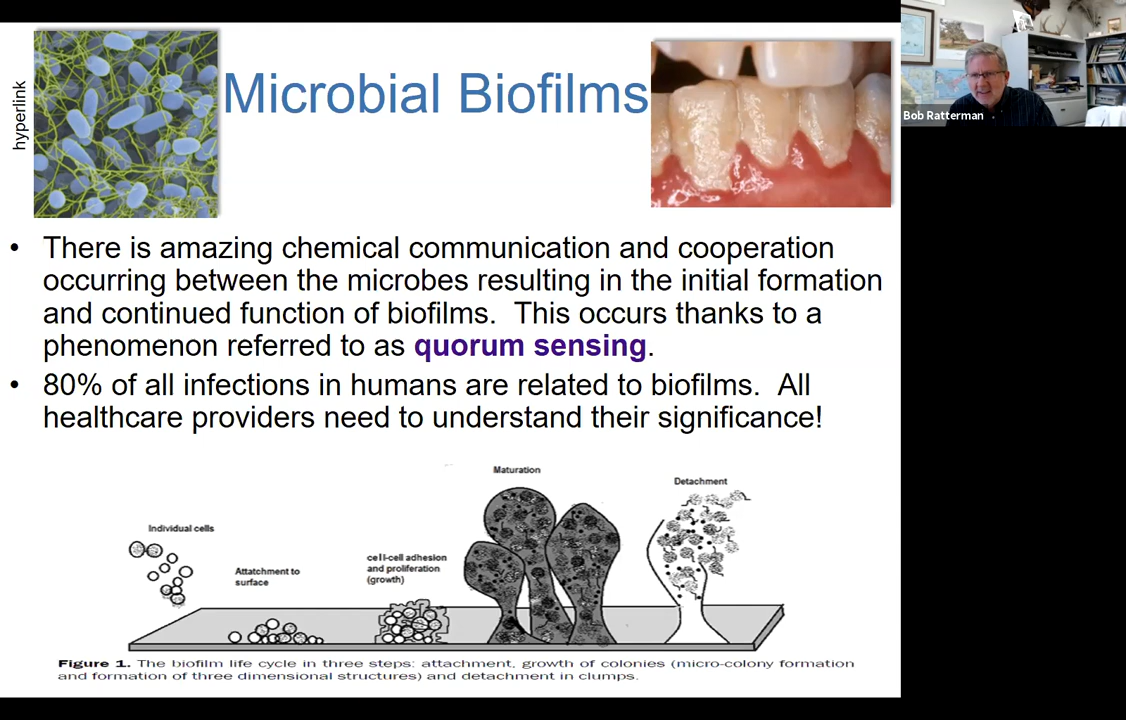 hyperlink
Microbial Biofilms
Bob Ratterman
• There is amazing chemical communication and cooperation
occurring between the microbes resulting in the initial formation
and continued function of biofilms.  This occurs thanks to a
phenomenon referred to as quorum sensing.
• 80% of all infections in humans are related to biofilms.  All
healthcare providers need to understand their significance!
Maturation
Detachment
Individual cells
cell-cell adhesion
and proliferation
(growth)
Attatchment to
surface
Figure 1. The biofilm life cycle in three steps: attachment, growth of colonies (micro-colony formation
and formation of three dimensional structures) and detachment in clumps.